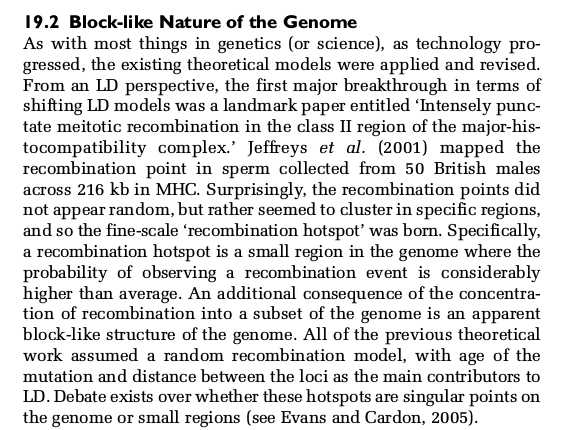 19.2 Block-like Nature of the Genome
As with most things in genetics (or science), as technology pro-
gressed, the existing theoretical models were applied and revised.
From an LD perspective, the first major breakthrough in terms of
shifting LD models was a landmark paper entitled ‘Intensely punc-
tate meitotic recombination in the class II region of the major-his-
tocompatibility complex.’ Jeffreys et al. (2001) mapped the
recombination point in sperm collected from 50 British males
across 216 kb in MHC. Surprisingly, the recombination points did
not appear random, but rather seemed to cluster in specific regions,
and so the fine-scale ‘recombination hotspot’ was born. Specifically,
a recombination hotspot is a small region in the genome where the
probability of observing a recombination event is considerably
higher than average. An additional consequence of the concentra-
tion of recombination into a subset of the genome is an apparent
block-like structure of the genome. All of the previous theoretical
work assumed a random recombination model, with age of the
mutation and distance between the loci as the main contributors to
LD. Debate exists over whether these hotspots are singular points on
the genome or small regions (see Evans and Cardon, 2005).